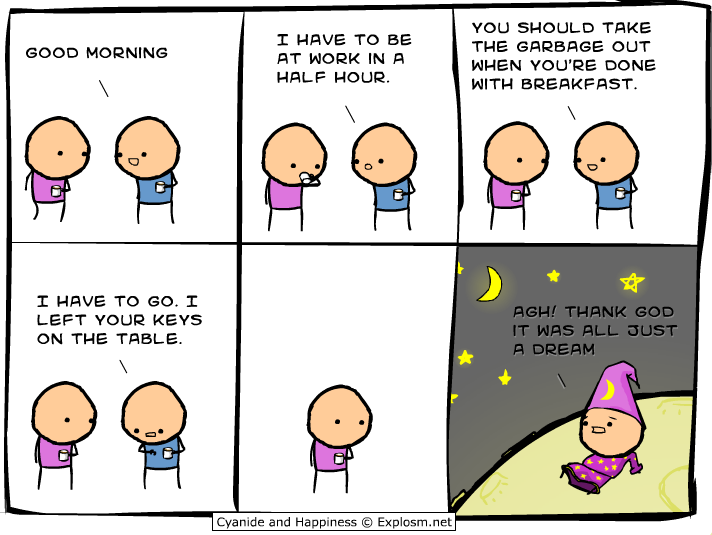 GOOD MORNING
I HAVE TO BE
AT WORK IN A
HALF HOUR.
YOU SHOULD TAKE
THE GARBAGE OUT
WHEN YOU'RE DONE
WITH BREAKFAST.
I HAVE TO GO. I
LEFT YOUR KEYS
ON THE TABLE.
AGH! THANK GOD
IT WAS ALL JUST
A DREAM
Cyanide and Happiness © Explosm.net